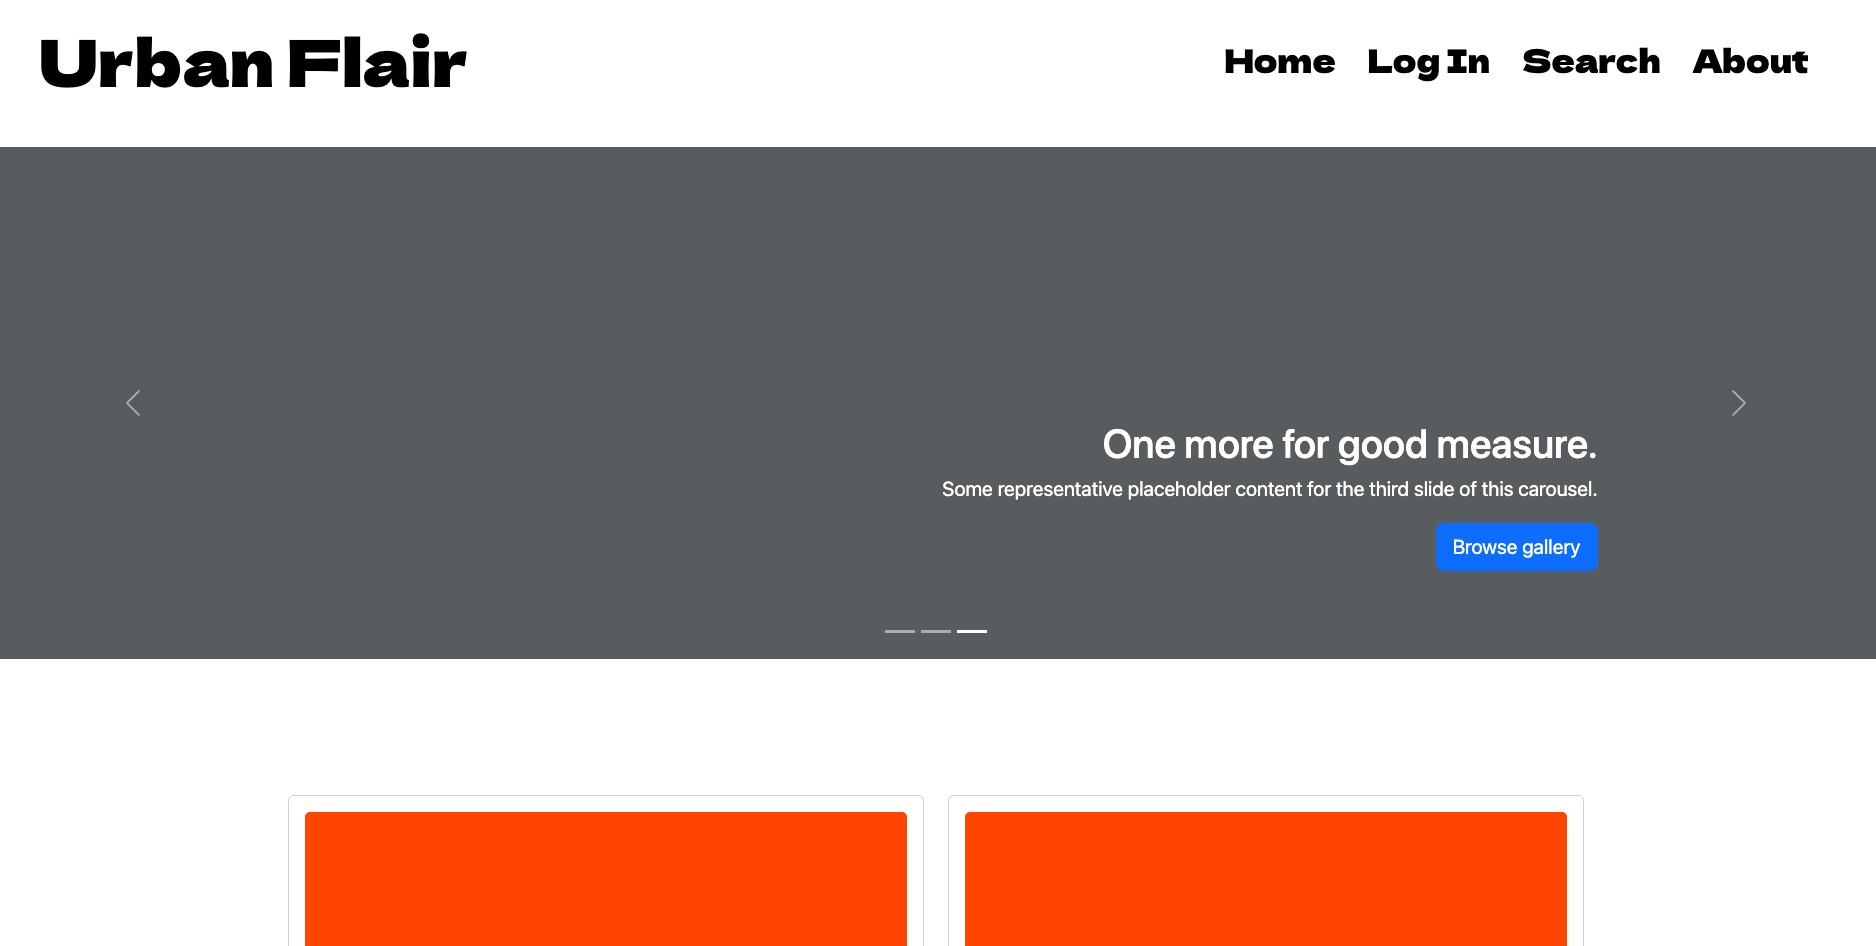 Urban Flair
Home Log In Search About
One more for good measure.
Some representative placeholder content for the third slide of this carousel.
Browse gallery